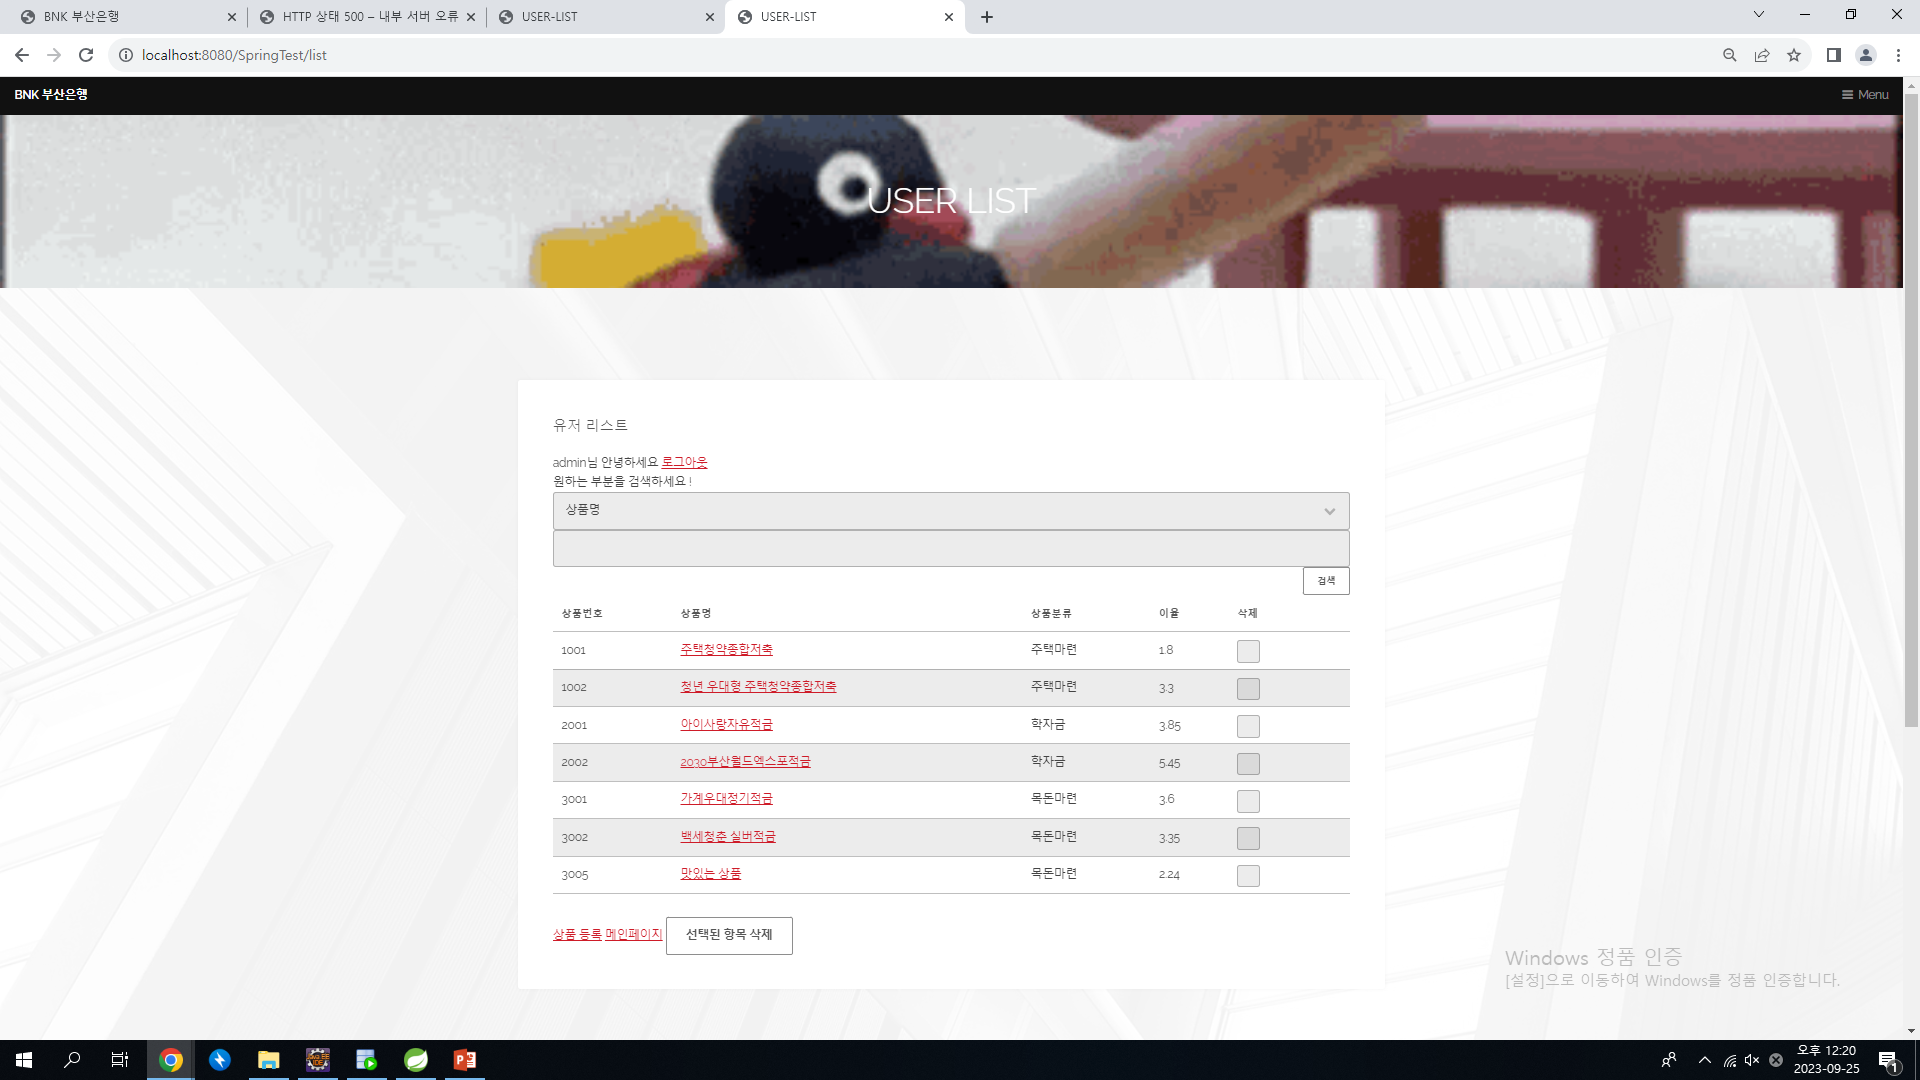 BNK 부산은행
HTTP 상태 500 – 내부 서버 오류
USER-LIST
USER-LIST
localhost:8080/SpringTest/list
BNK 부산은행
Menu
USER LIST
유저 리스트
admin님 안녕하세요 로그아웃
원하는 부분을 검색하세요 !
상품명
검색
상품번호 상품명 상품분류 이율 삭제
1001 주택청약종합저축 주택마련 1.8
1002 청년 우대형 주택청약종합저축 주택마련 3.3
2001 아이사랑자유적금 학자금 3.85
2002 2030부산월드엑스포적금 학자금 5.45
3001 가계우대정기적금 목돈마련 3.6
3002 백세청춘 실버적금 목돈마련 3.35
3005 맛있는 상품 목돈마련 2.24
상품 등록 메인페이지 선택된 항목 삭제
Windows 정품 인증
[설정]으로 이동하여 Windows를 정품 인증합니다.
오후 12:20
2023-09-25
1